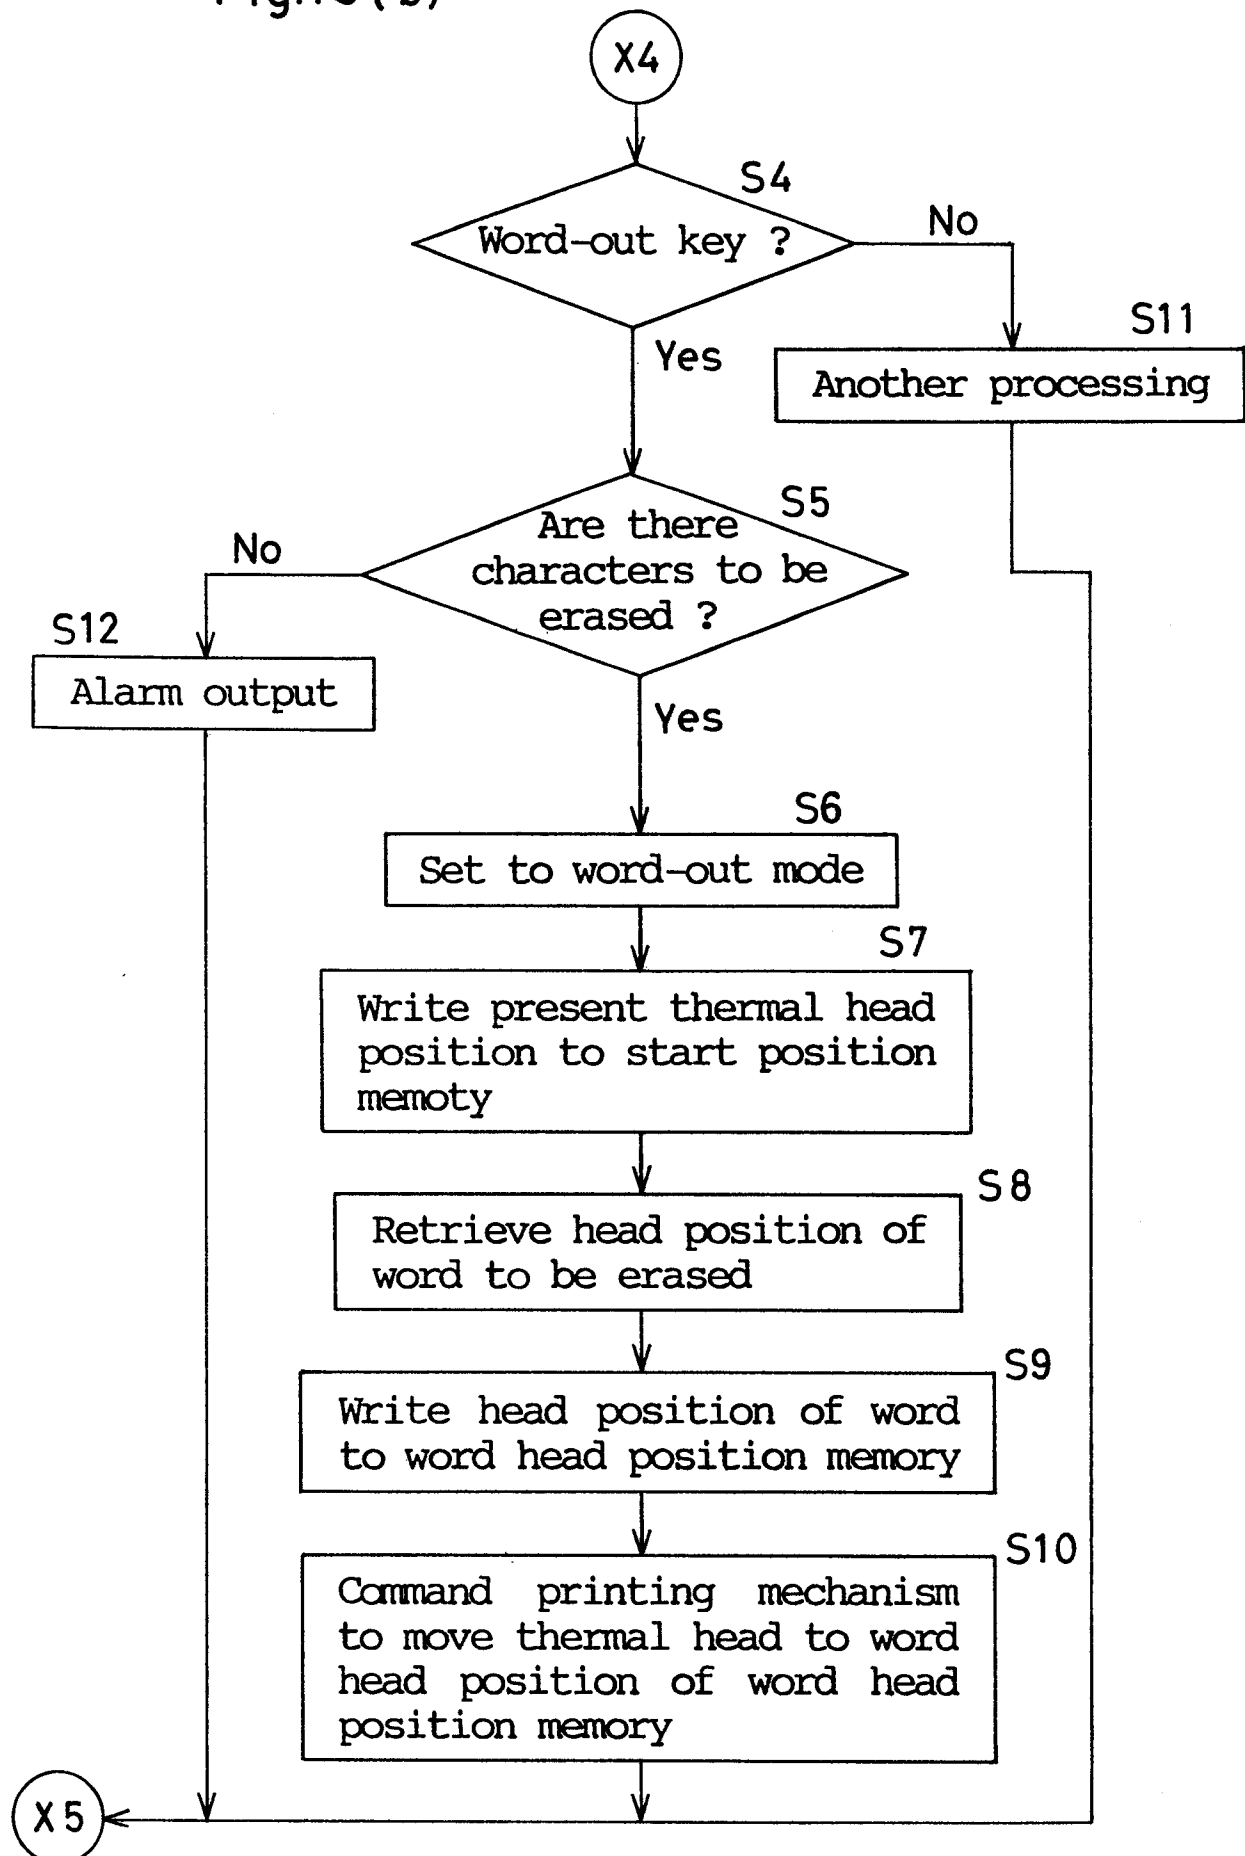 X4
S4
Word-out key ?
No
Yes
S11
Another processing
S5
Are there
characters to be
erased ?
No
S12
Alarm output
Yes
S6
Set to word-out mode
S7
Write present thermal head
position to start position
memoty
S8
Retrieve head position of
word to be erased
S9
Write head position of word
to word head position memory
S10
Command printing mechanism
to move thermal head to word
head position of word head
position memory
X5